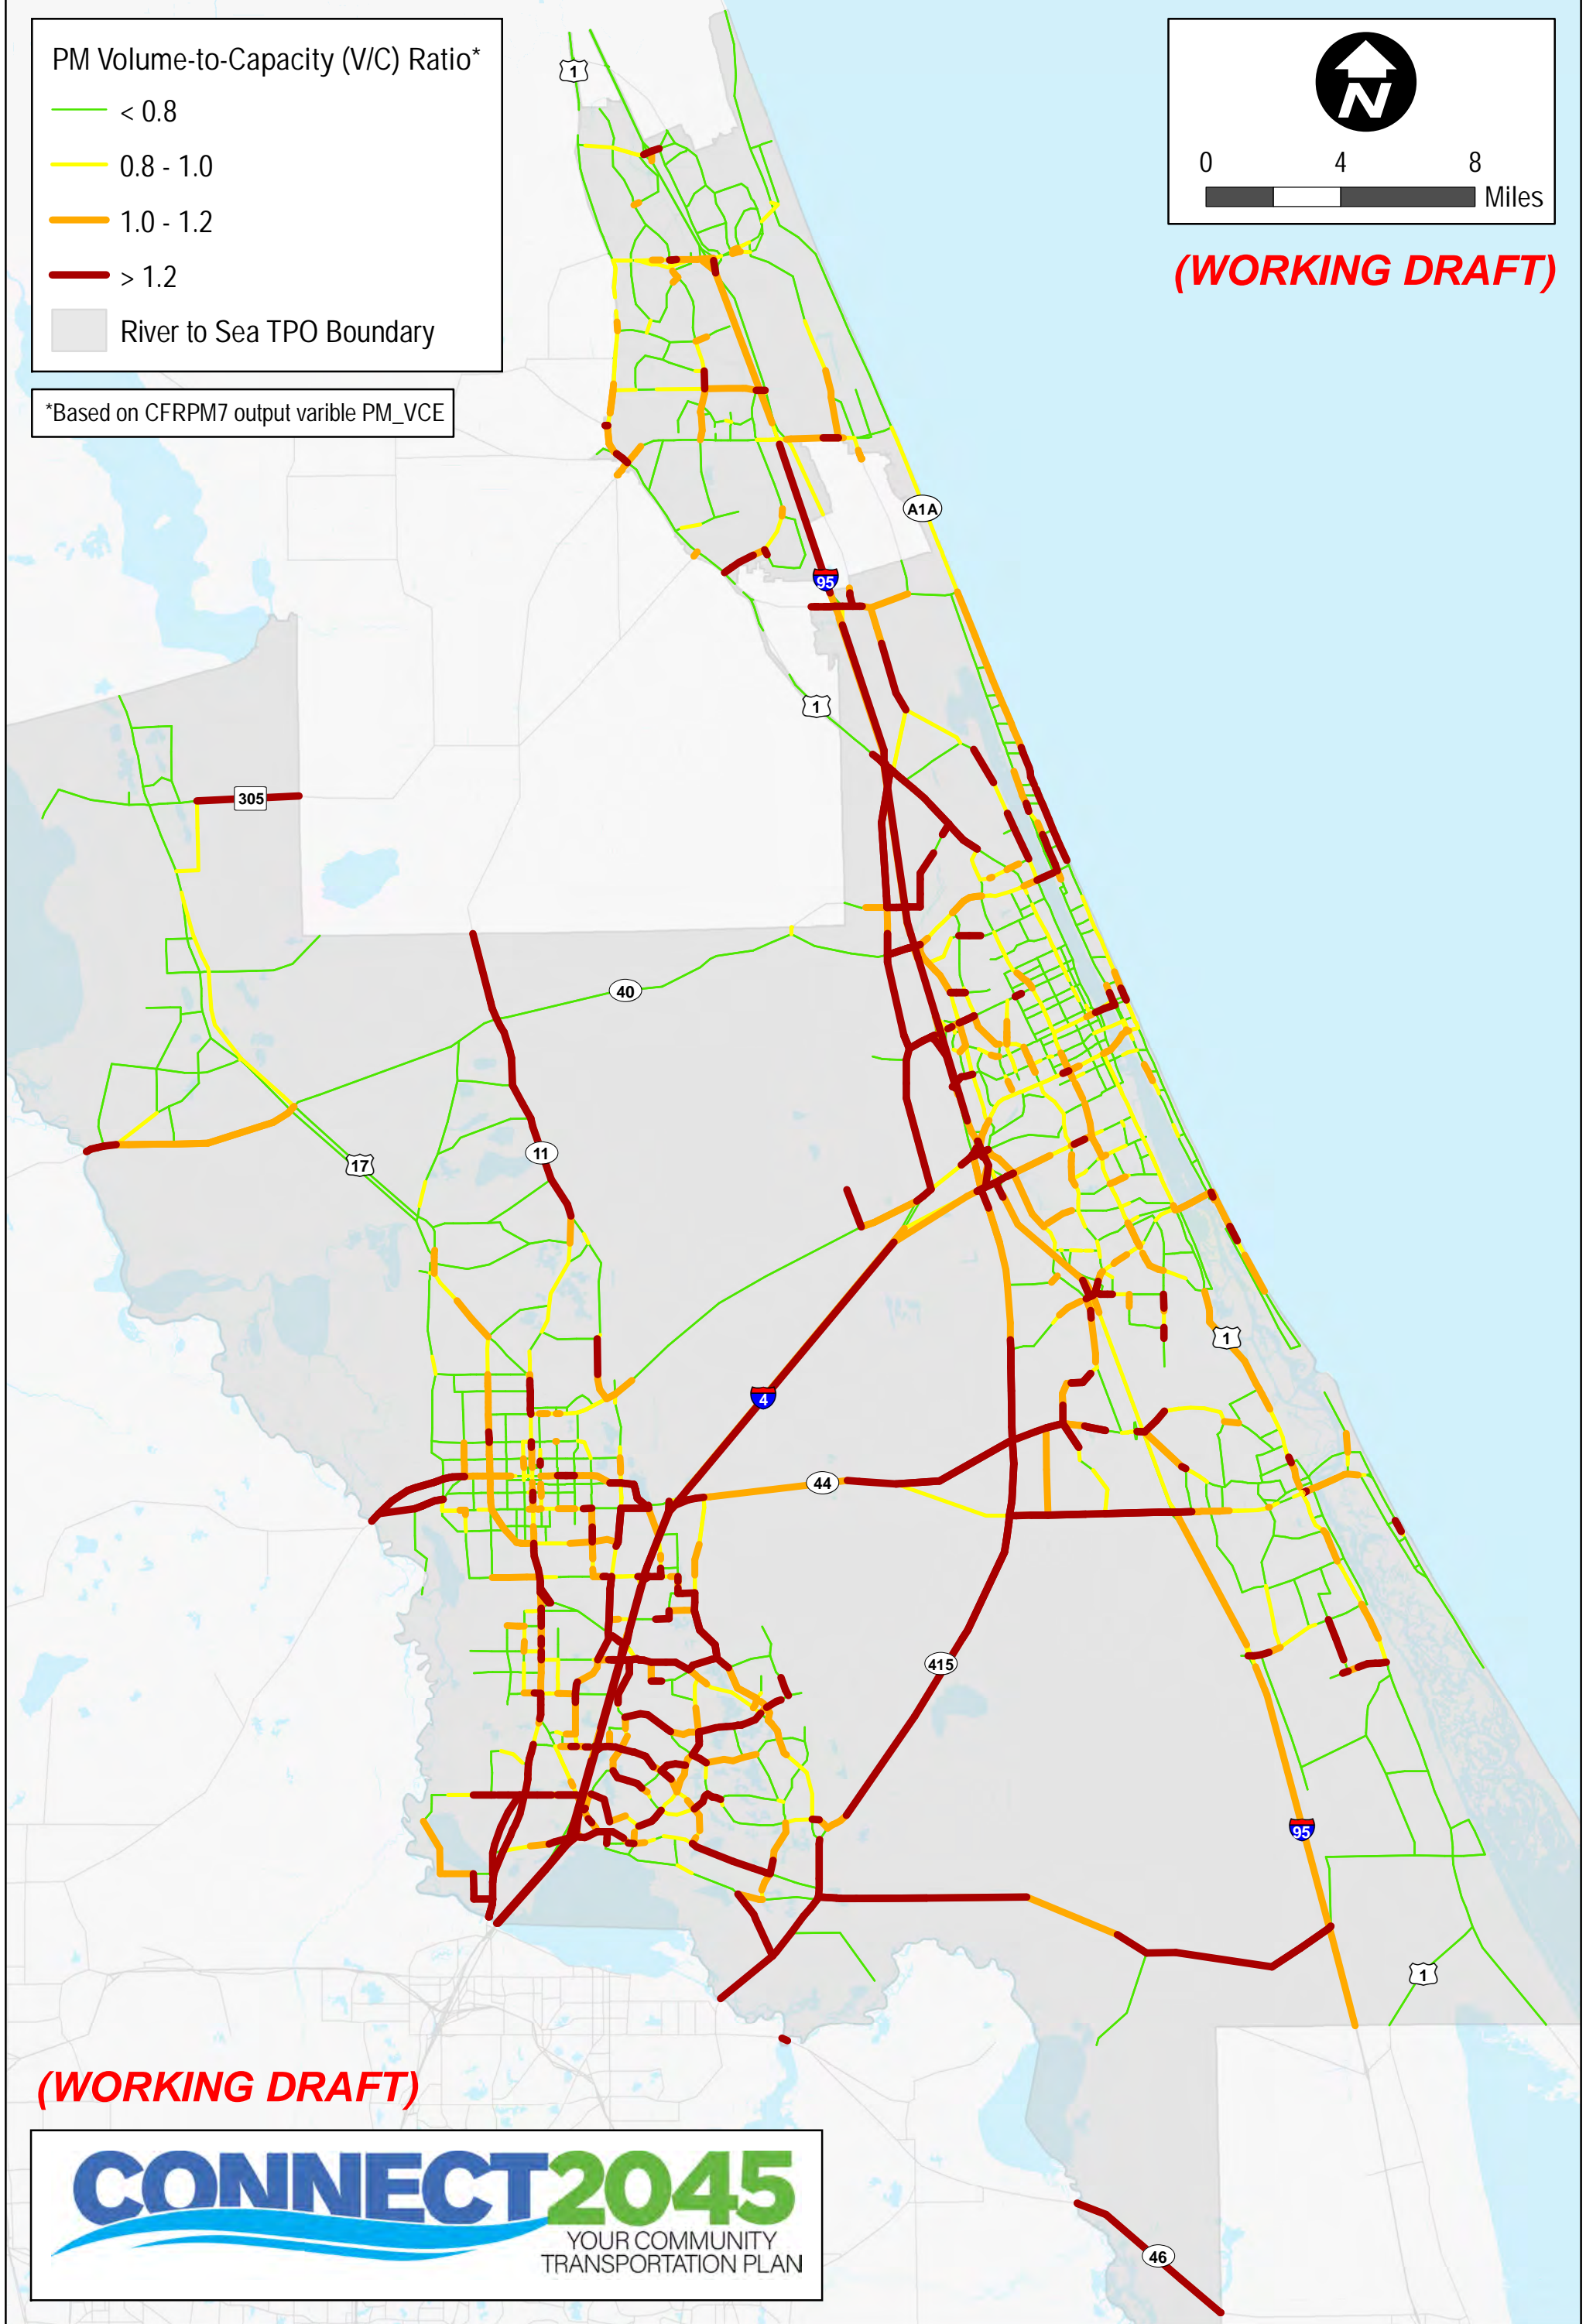 PM Volume-to-Capacity (V/C) Ratio*
< 0.8
0.8 - 1.0
1.0 - 1.2
> 1.2
River to Sea TPO Boundary
*Based on CFRPM7 output varible PM_VCE
N
0 4 8
Miles
(WORKING DRAFT)
1
A1A
95
1
305
40
11
17
1
4
44
415
95
1
(WORKING DRAFT)
CONNECT2045
YOUR COMMUNITY
TRANSPORTATION PLAN
46